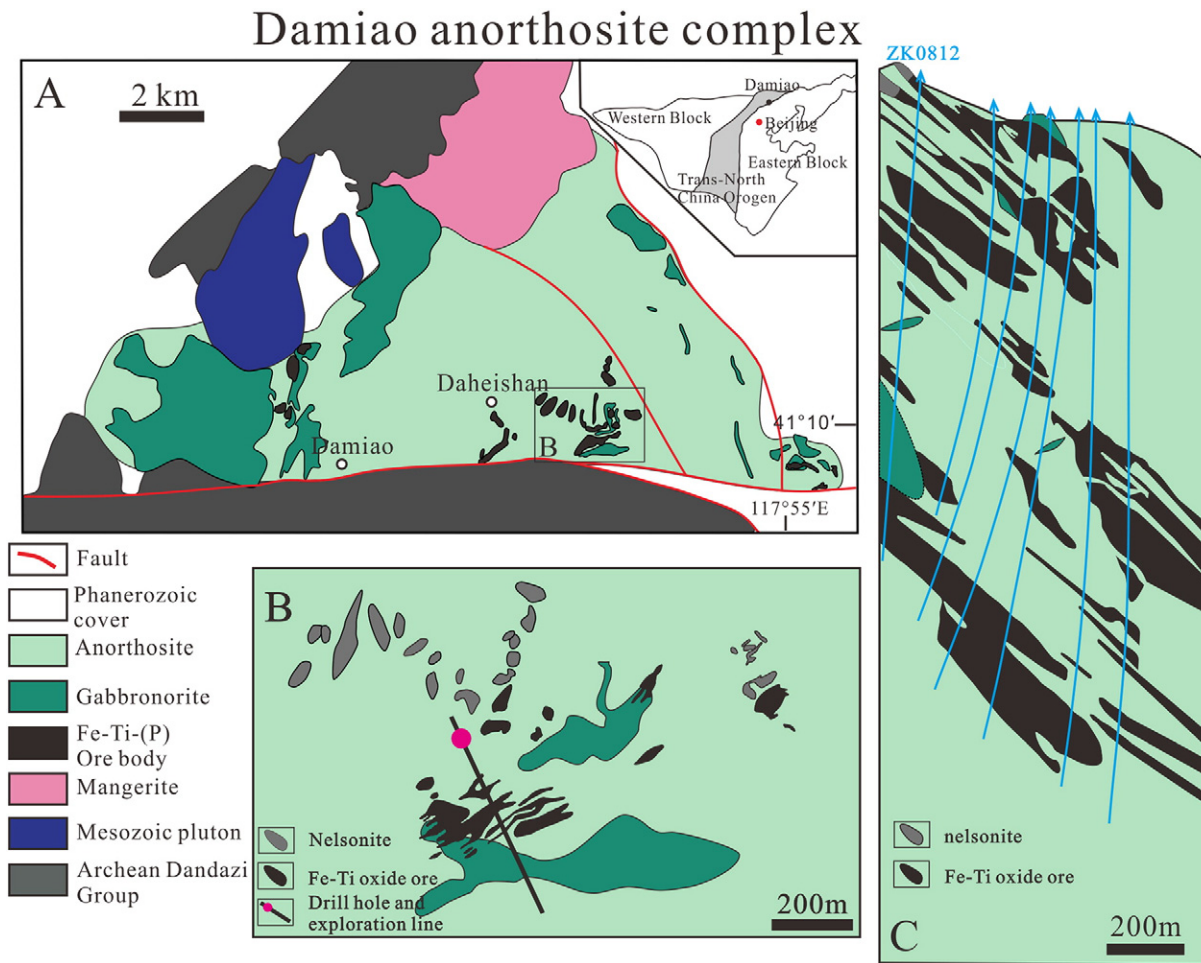 Damiao anorthosite complex
A
2 km
Damiao
Western Block
Beijing
Eastern Block
Trans-North
China Orogen
Daheishan
Damiao
B
41°10′
117°55′E
Fault
Phanerozoic
cover
Anorthosite
Gabbronorite
Fe-Ti-(P)
Ore body
Mangerite
Mesozoic pluton
Archean Dandazi
Group
B
Nelsonite
Fe-Ti oxide ore
Drill hole and
exploration line
200m
ZK0812
nelsonite
Fe-Ti oxide ore
C
200m